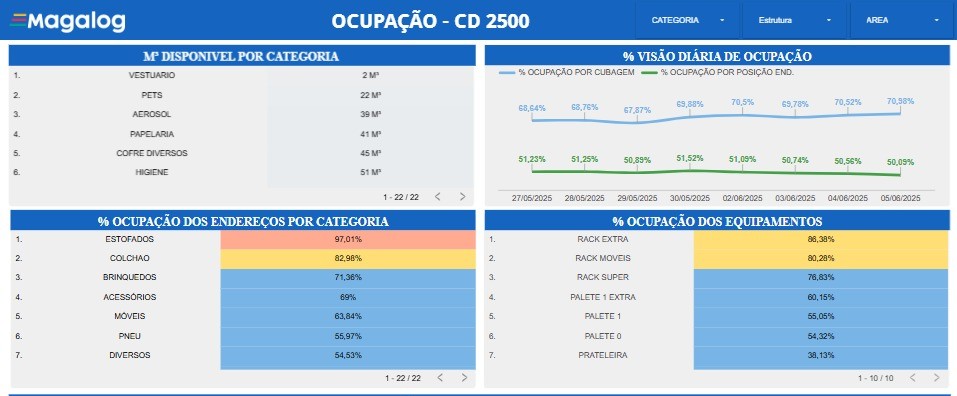 Magalog
OCUPAÇÃO - CD 2500
CATEGORIA
Estrutura
AREA
M³ DISPONIVEL POR CATEGORIA
1. VESTUARIO 2 M³
2. PETS 22 M³
3. AEROSOL 39 M³
4. PAPELARIA 41 M³
5. COFRE DIVERSOS 45 M³
6. HIGIENE 51 M³
1 - 22 / 22
% VISÃO DIÁRIA DE OCUPAÇÃO
% OCUPAÇÃO POR CUBAGEM % OCUPAÇÃO POR POSIÇÃO END.
68,64% 68,76% 67,87% 69,88% 70,5% 69,78% 70,52% 70,98%
51,23% 51,25% 50,89% 51,52% 51,09% 50,74% 50,56% 50,09%
27/05/2025 28/05/2025 29/05/2025 30/05/2025 02/06/2025 03/06/2025 04/06/2025 05/06/2025
% OCUPAÇÃO DOS ENDEREÇOS POR CATEGORIA
1. ESTOFADOS 97,01%
2. COLCHAO 82,98%
3. BRINQUEDOS 71,36%
4. ACESSÓRIOS 69%
5. MÓVEIS 63,84%
6. PNEU 55,97%
7. DIVERSOS 54,53%
1 - 22 / 22
% OCUPAÇÃO DOS EQUIPAMENTOS
1. RACK EXTRA 86,38%
2. RACK MOVEIS 80,28%
3. RACK SUPER 76,83%
4. PALETE 1 EXTRA 60,15%
5. PALETE 1 55,05%
6. PALETE 0 54,32%
7. PRATELEIRA 38,13%
1 - 10 / 10